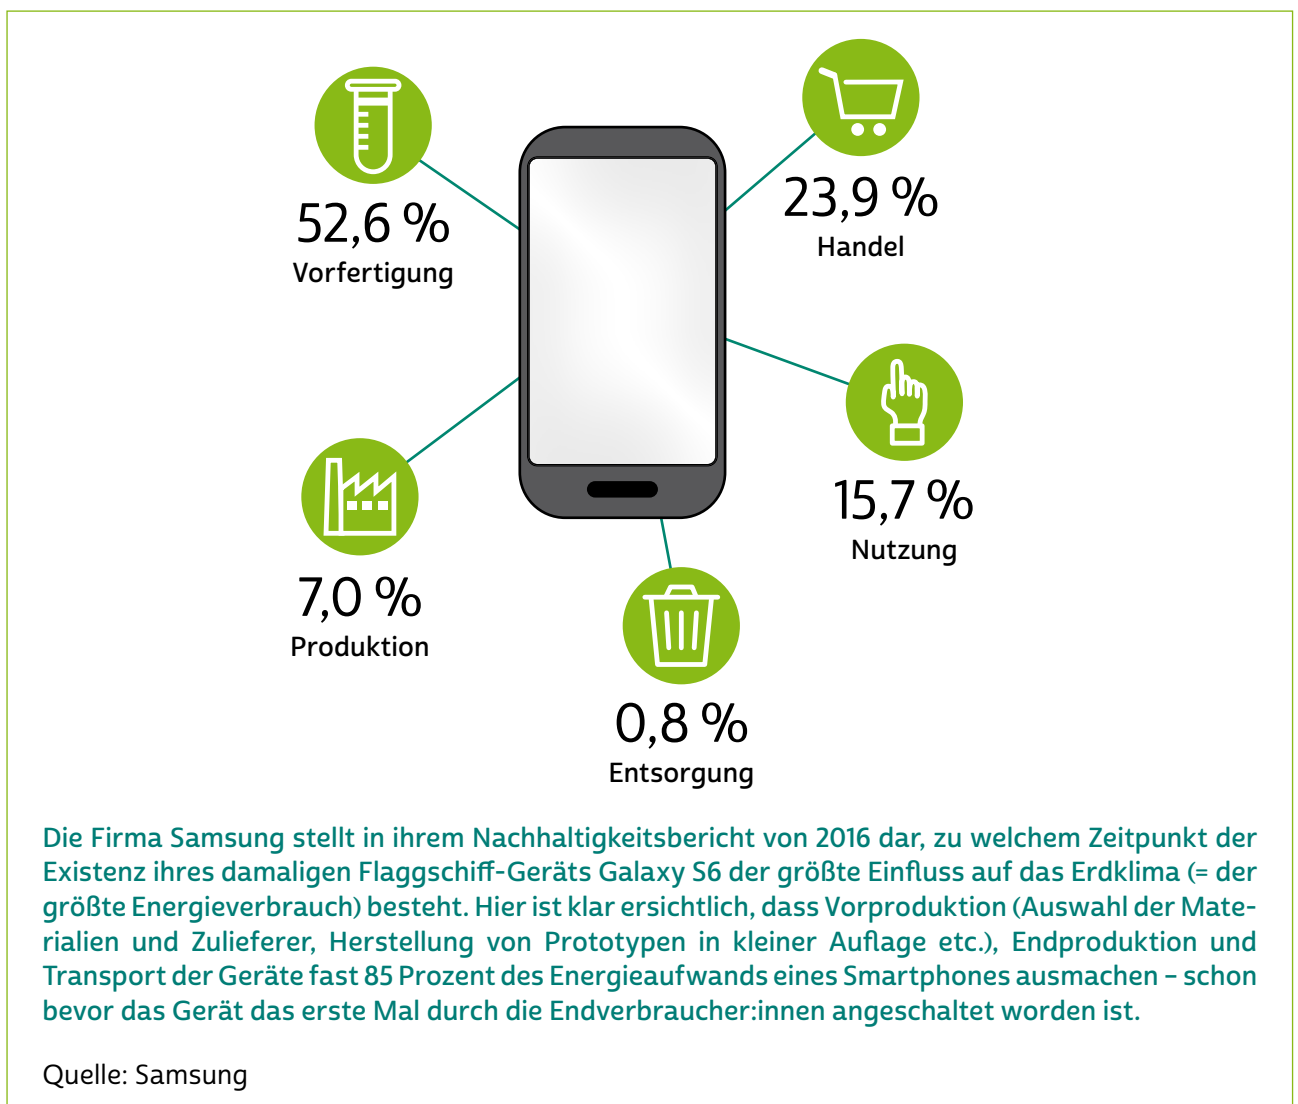 52,6 %
Vorfertigung
23,9 %
Handel
15,7 %
Nutzung
7,0 %
Produktion
0,8 %
Entsorgung
Die Firma Samsung stellt in ihrem Nachhaltigkeitsbericht von 2016 dar, zu welchem Zeitpunkt der
Existenz ihres damaligen Flaggschiff-Geräts Galaxy S6 der größte Einfluss auf das Erdklima (= der
größte Energieverbrauch) besteht. Hier ist klar ersichtlich, dass Vorproduktion (Auswahl der Mate-
rialien und Zulieferer, Herstellung von Prototypen in kleiner Auflage etc.), Endproduktion und
Transport der Geräte fast 85 Prozent des Energieaufwands eines Smartphones ausmachen – schon
bevor das Gerät das erste Mal durch die Endverbraucher:innen angeschaltet worden ist.
Quelle: Samsung